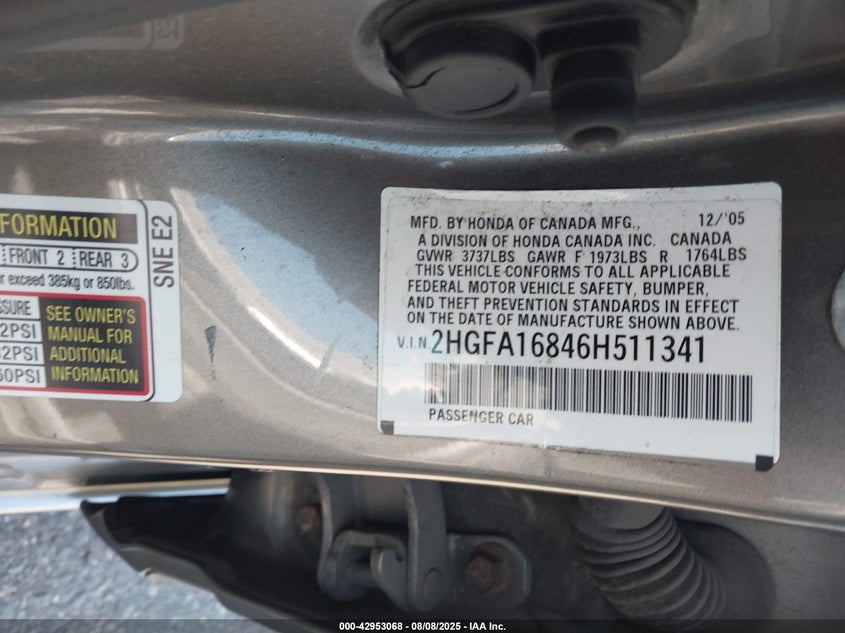 FORMATION
FRONT 2 REAR 3
exceed 385kg or 850lbs.
SSURE
2PSI
2PSI
60PSI
SEE OWNER'S
MANUAL FOR
ADDITIONAL
INFORMATION
SNE E2
MFD. BY HONDA OF CANADA MFG., 12/'05
A DIVISION OF HONDA CANADA INC. CANADA
GVWR 3737LBS GAWR F 1973LBS R 1764LBS
THIS VEHICLE CONFORMS TO ALL APPLICABLE
FEDERAL MOTOR VEHICLE SAFETY, BUMPER,
AND THEFT PREVENTION STANDARDS IN EFFECT
ON THE DATE OF MANUFACTURE SHOWN ABOVE.
V.I.N. 2HGFA16846H511341
PASSENGER CAR
000-42953068 - 08/08/2025 - IAA Inc.